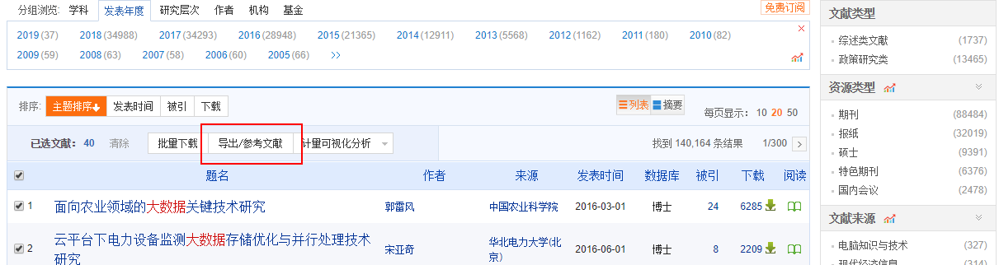 分组浏览: 学科 发表年度 研究层次 作者 机构 基金 免费订阅
2019 (37) 2018 (34988) 2017 (34293) 2016 (28948) 2015 (21365) 2014 (12911) 2013 (5568) 2012 (1162) 2011 (180) 2010 (82)
2009 (59) 2008 (63) 2007 (58) 2006 (60) 2005 (66) >>
排序: 主题排序 发表时间 被引 下载 列表 摘要 每页显示: 10 20 50
已选文献: 40 清除 批量下载 导出/参考文献 计量可视化分析 找到 140,164 条结果 1/300 >
题名 作者 来源 发表时间 数据库 被引 下载 阅读
1 面向农业领域的大数据关键技术研究 郭雷风 中国农业科学院 2016-03-01 博士 24 6285
2 云平台下电力设备监测大数据存储优化与并行处理技术 宋亚奇 华北电力大学(北 2016-06-01 博士 8 2209
研究 京)
文献类型
综述类文献 (1737)
政策研究类 (13465)
资源类型
期刊 (88484)
报纸 (32019)
硕士 (9391)
特色期刊 (6376)
国内会议 (2478)
文献来源
电脑知识与技术 (327)
现代经济信息 (314)